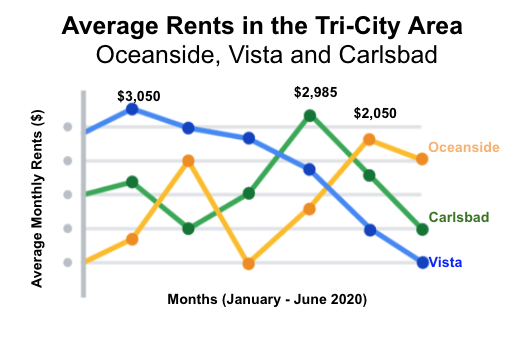 Average Rents in the Tri-City Area
Oceanside, Vista and Carlsbad
$3,050
$2,985
$2,050
Average Monthly Rents ($)
Oceanside
Carlsbad
Vista
Months (January - June 2020)